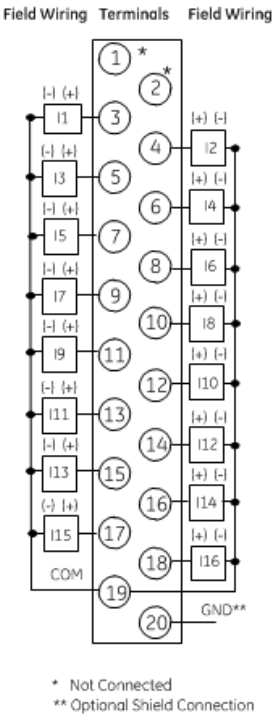 Field Wiring Terminals Field Wiring
1 *
*
2
(-) (+)
I1 3
(+) (-)
4 I2
(-) (+)
I3 5
(+) (-)
6 I4
(-) (+)
I5 7
(+) (-)
8 I6
(-) (+)
I7 9
(+) (-)
10 I8
(-) (+)
I9 11
(+) (-)
12 I10
(-) (+)
I11 13
(+) (-)
14 I12
(-) (+)
I13 15
(+) (-)
16 I14
(-) (+)
I15 17
(+) (-)
18 I16
COM 19
GND**
20
* Not Connected
** Optional Shield Connection